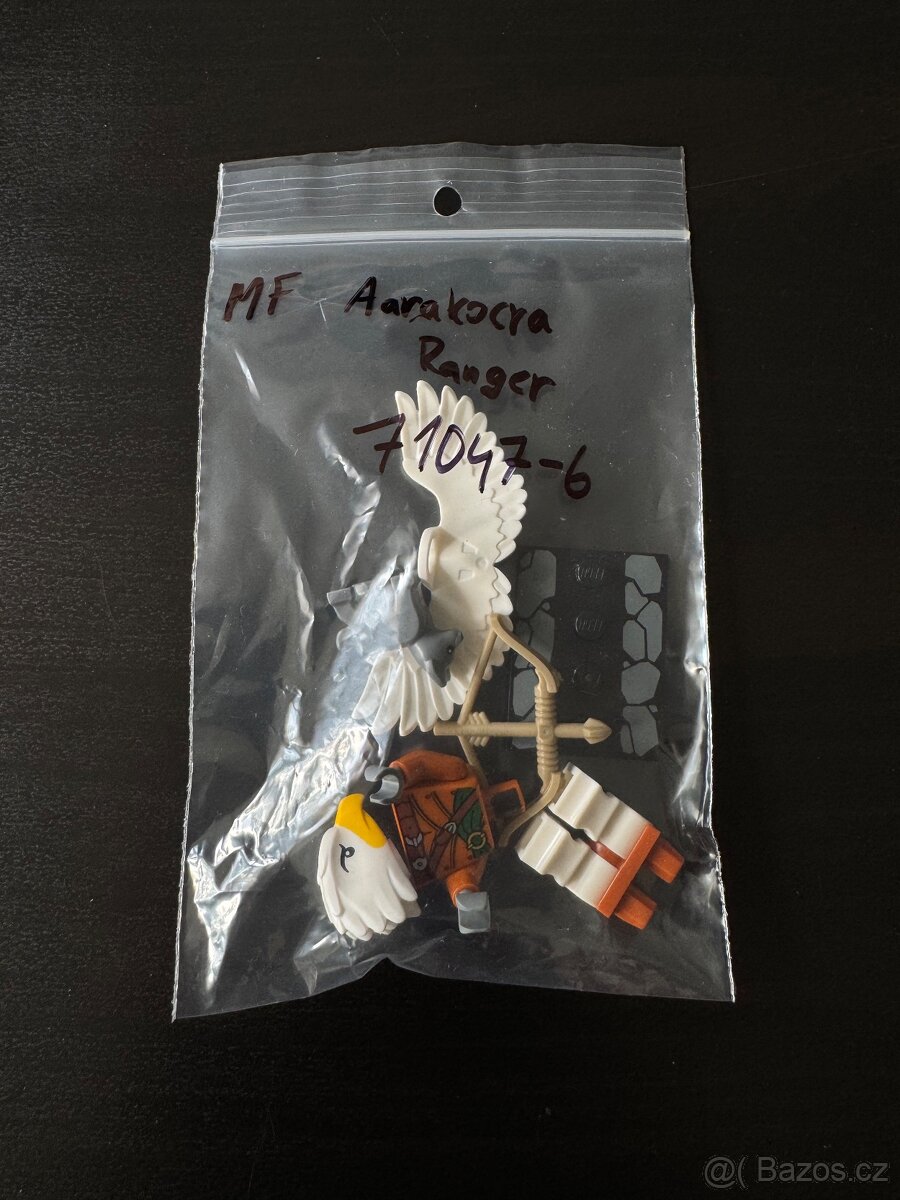 MF Aarakocra
Ranger
71047-6
@( Bazos.cz